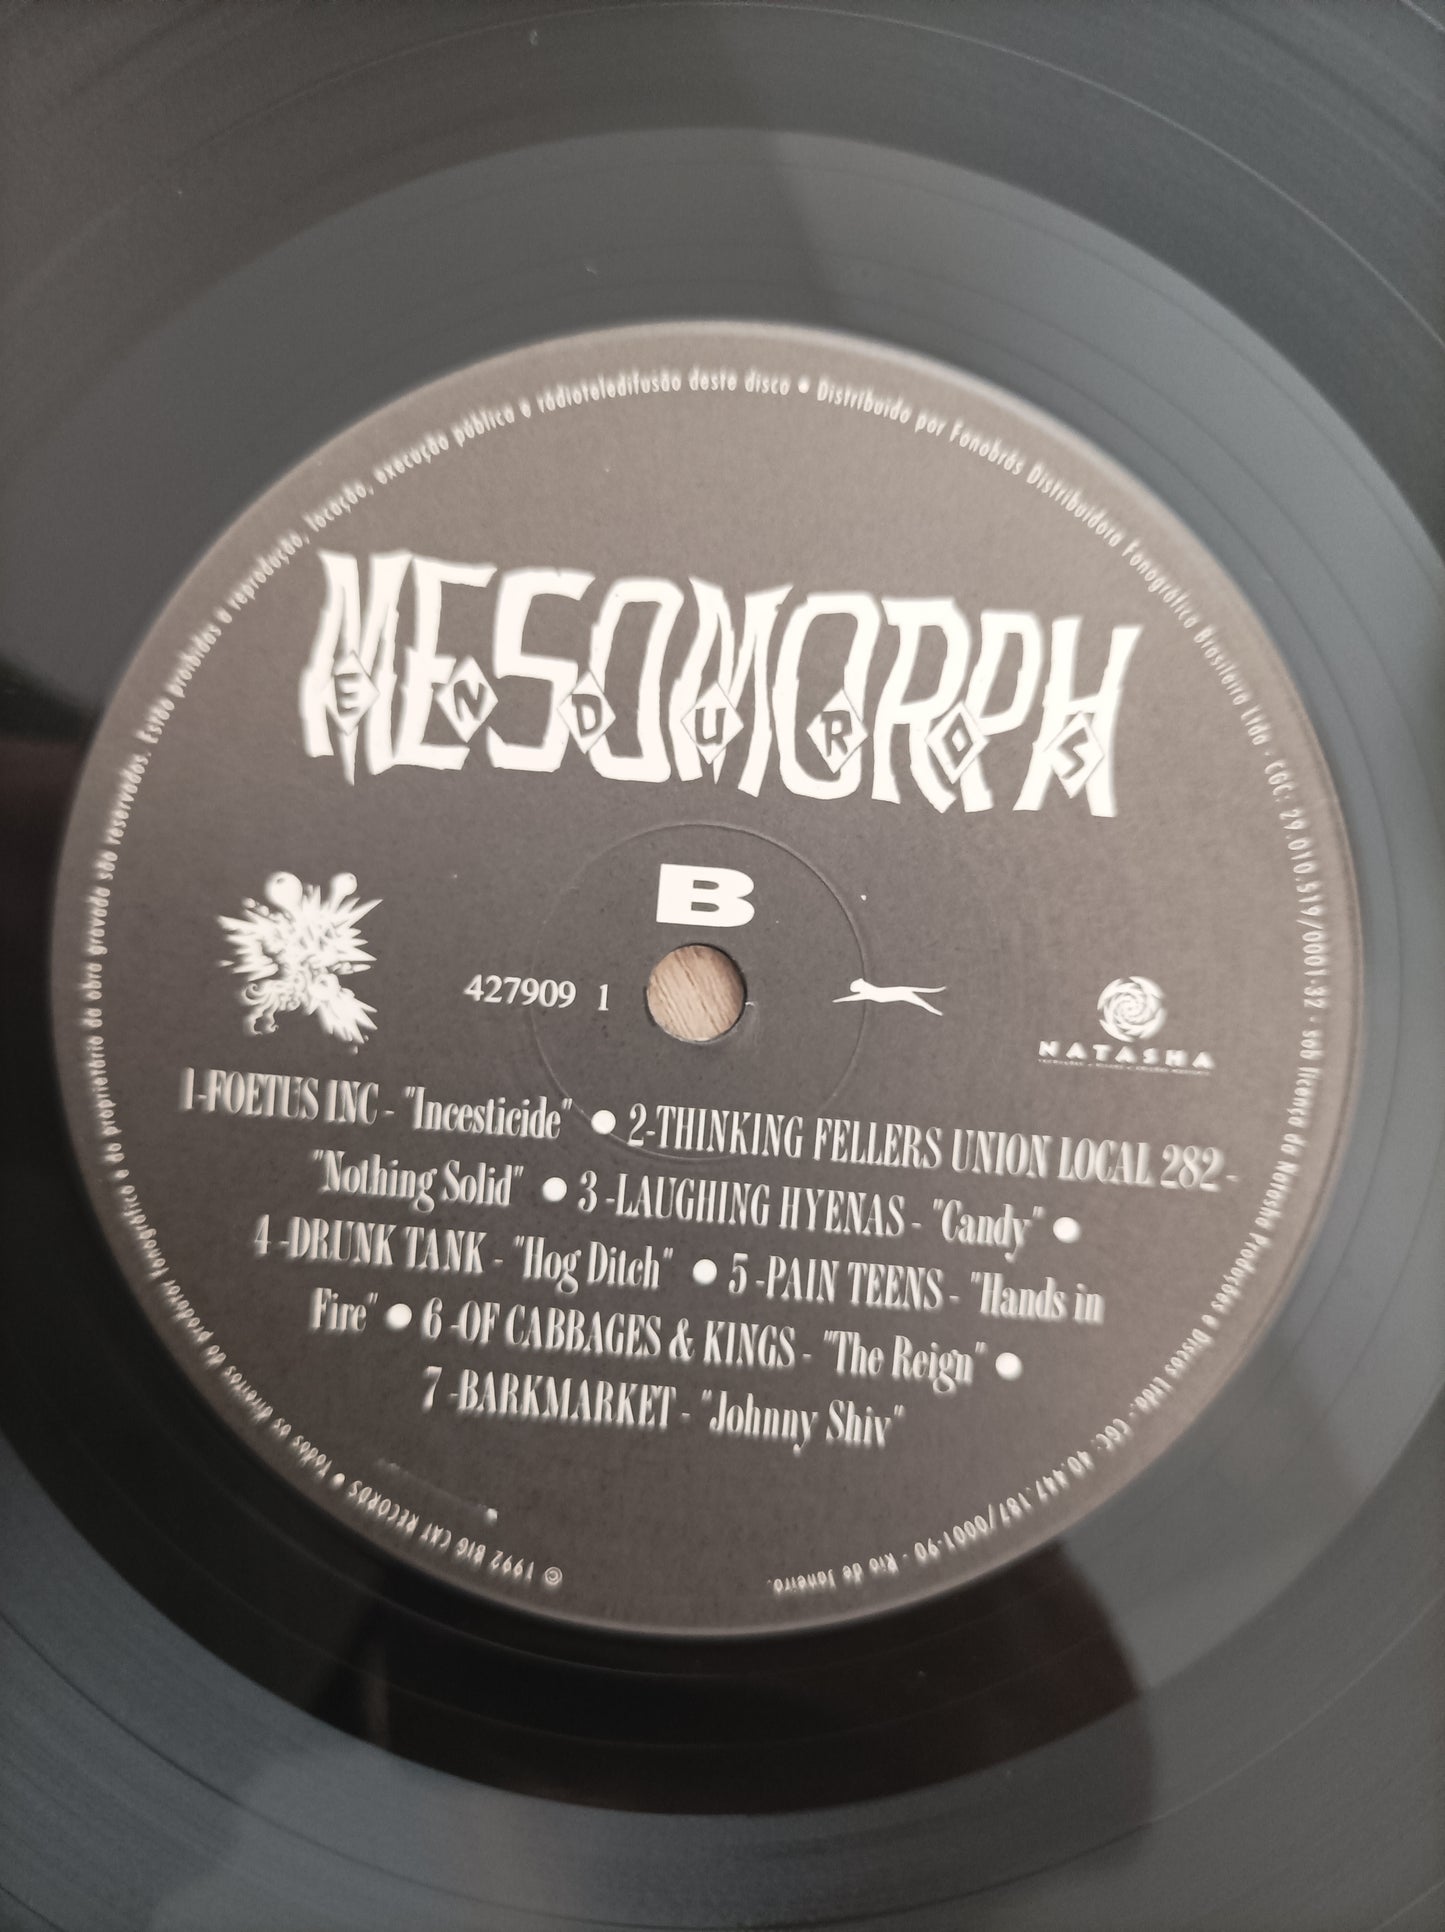 MESOMORPH
ENDUROS
B
427909 1
NATASHA
1-FOETUS INC - "Incesticide" ● 2-THINKING FELLERS UNION LOCAL 282 -
"Nothing Solid" ● 3 -LAUGHING HYENAS - "Candy" ●
4 -DRUNK TANK - "Hog Ditch" ● 5 -PAIN TEENS - "Hands in
Fire" ● 6 -OF CABBAGES & KINGS - "The Reign" ●
7 -BARKMARKET - "Johnny Shiv"
© 1992 BIG CAT RECORDS • Todos os direitos do produtor fonográfico e do proprietário da obra gravada são reservados. Estão proibidas a reprodução, locação, execução pública e rádioteledifusão deste disco • Distribuido por Fonobrás Distribuidora Fonográfica Brasileira Ltda - CGC: 29.010.519/0001-32 - sob licença de Natasha Produções e Discos Ltda. - CGC: 40.447.187/0001-90 - Rio de Janeiro.